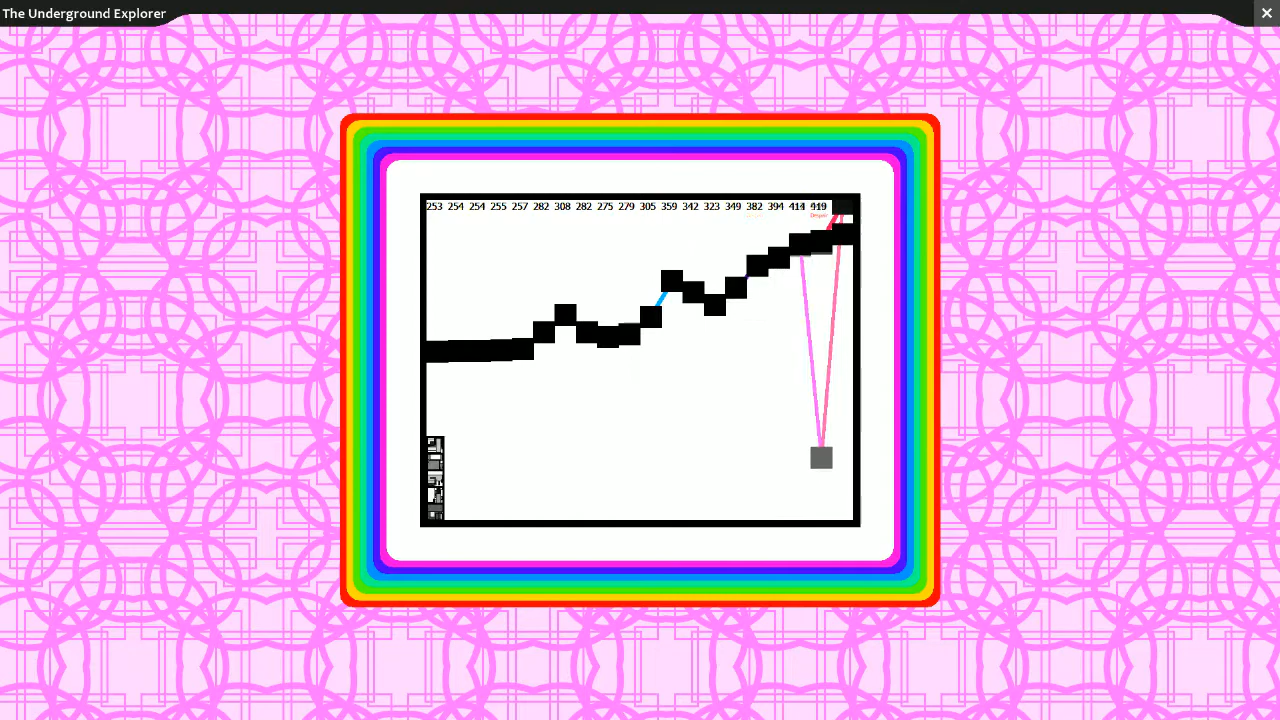 The Underground Explorer
253 254 254 255 257 282 308 282 275 279 305 359 342 323 349 382 394 414 419
Despair